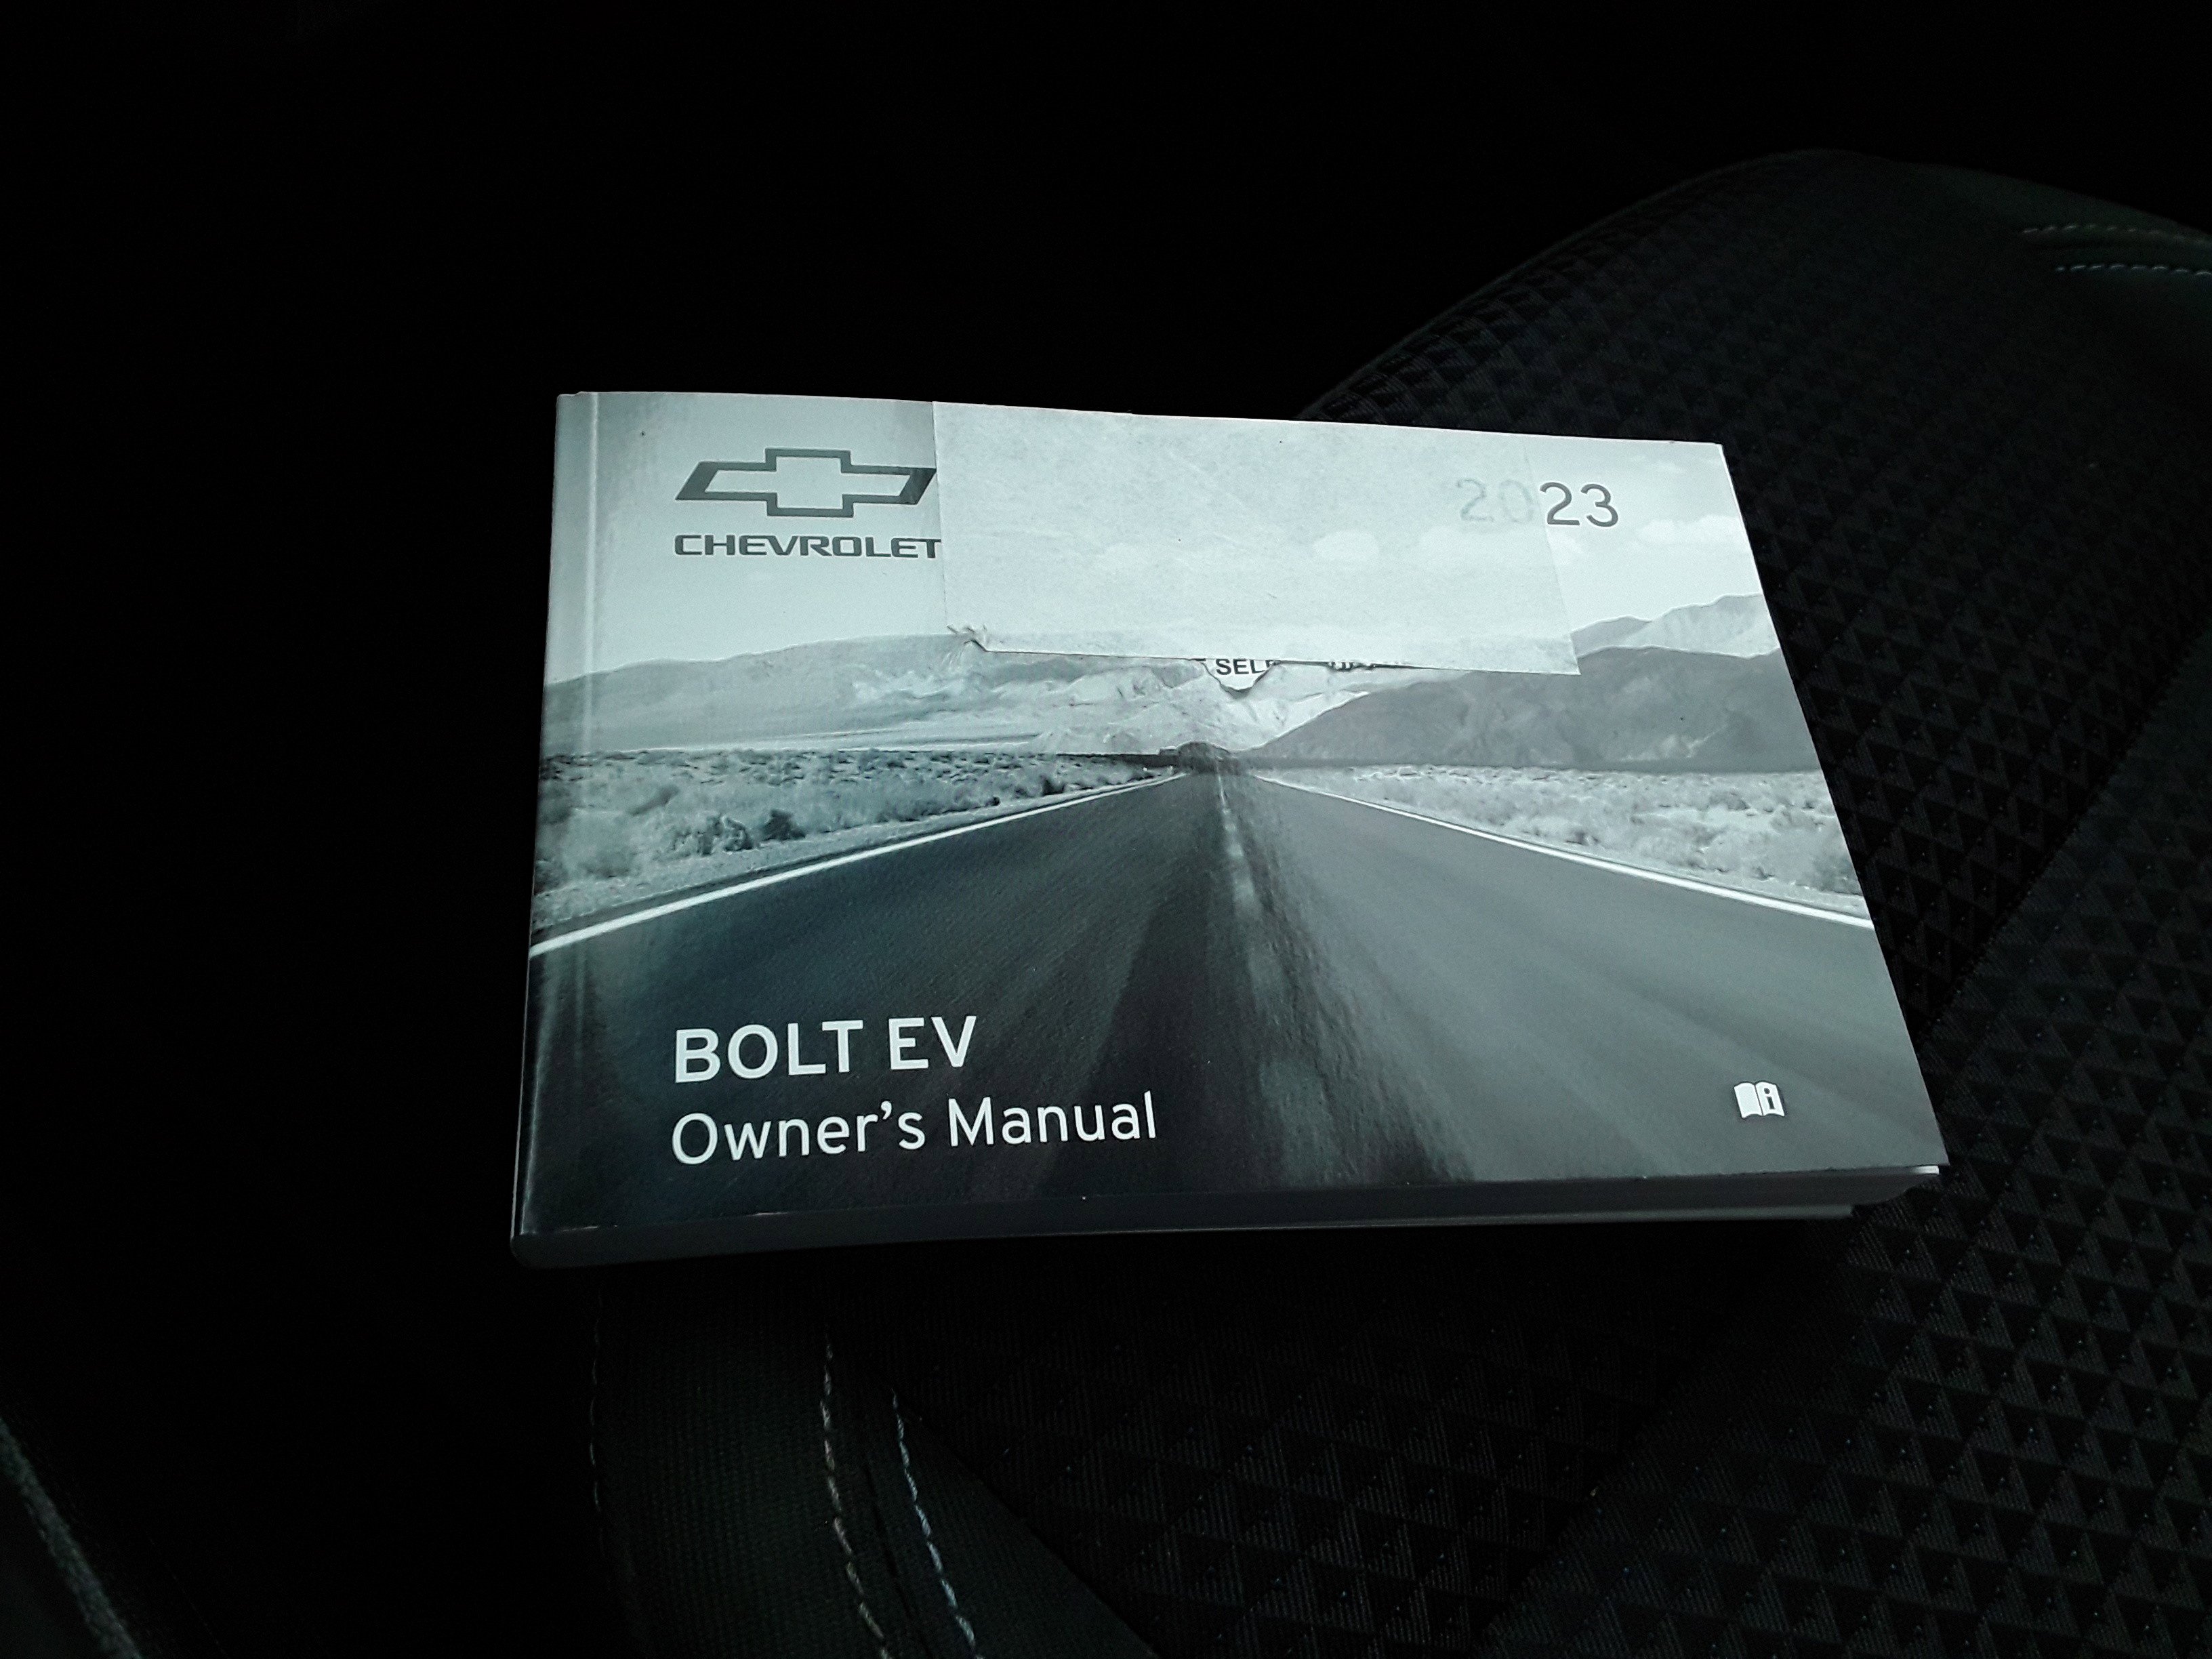 CHEVROLET
2023
BOLT EV
Owner's Manual